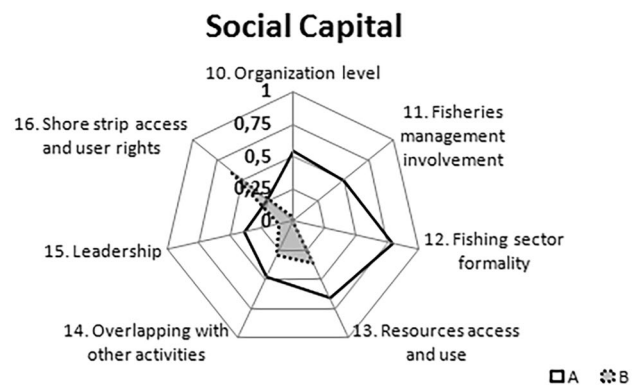 Social Capital
10. Organization level
1
0,75
0,5
0,25
0
11. Fisheries
management
involvement
12. Fishing sector
formality
13. Resources access
and use
14. Overlapping with
other activities
15. Leadership
16. Shore strip access
and user rights
A
B